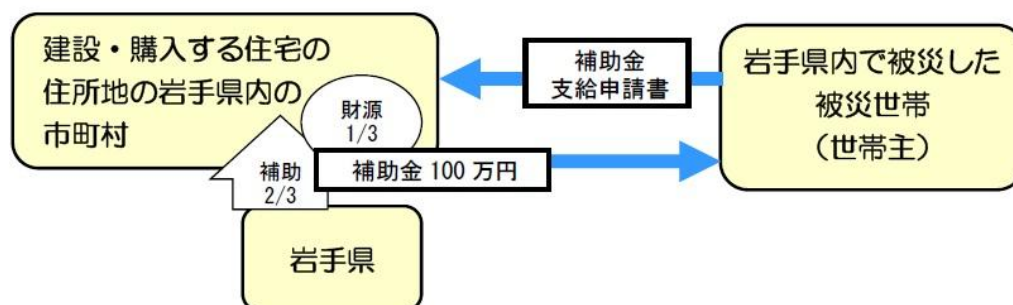 建設・購入する住宅の
住所地の岩手県内の
市町村
財源
1/3
補助
2/3
岩手県
補助金
支給申請書
補助金 100 万円
岩手県内で被災した
被災世帯
（世帯主）